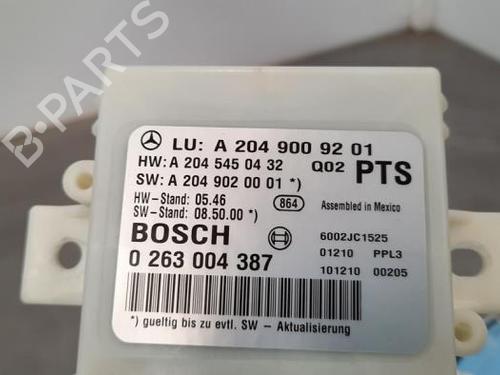 B-PARTS
LU: A 204 900 92 01
HW: A 204 545 04 32 Q02 PTS
SW: A 204 902 00 01 *)
HW-Stand: 05.46 864 Assembled in Mexico
SW-Stand: 08.50.00 *)
BOSCH 6002JC1525
0 263 004 387 01210 PPL3
101210 00205
*) gueltig bis zu evtl. SW - Aktualisierung